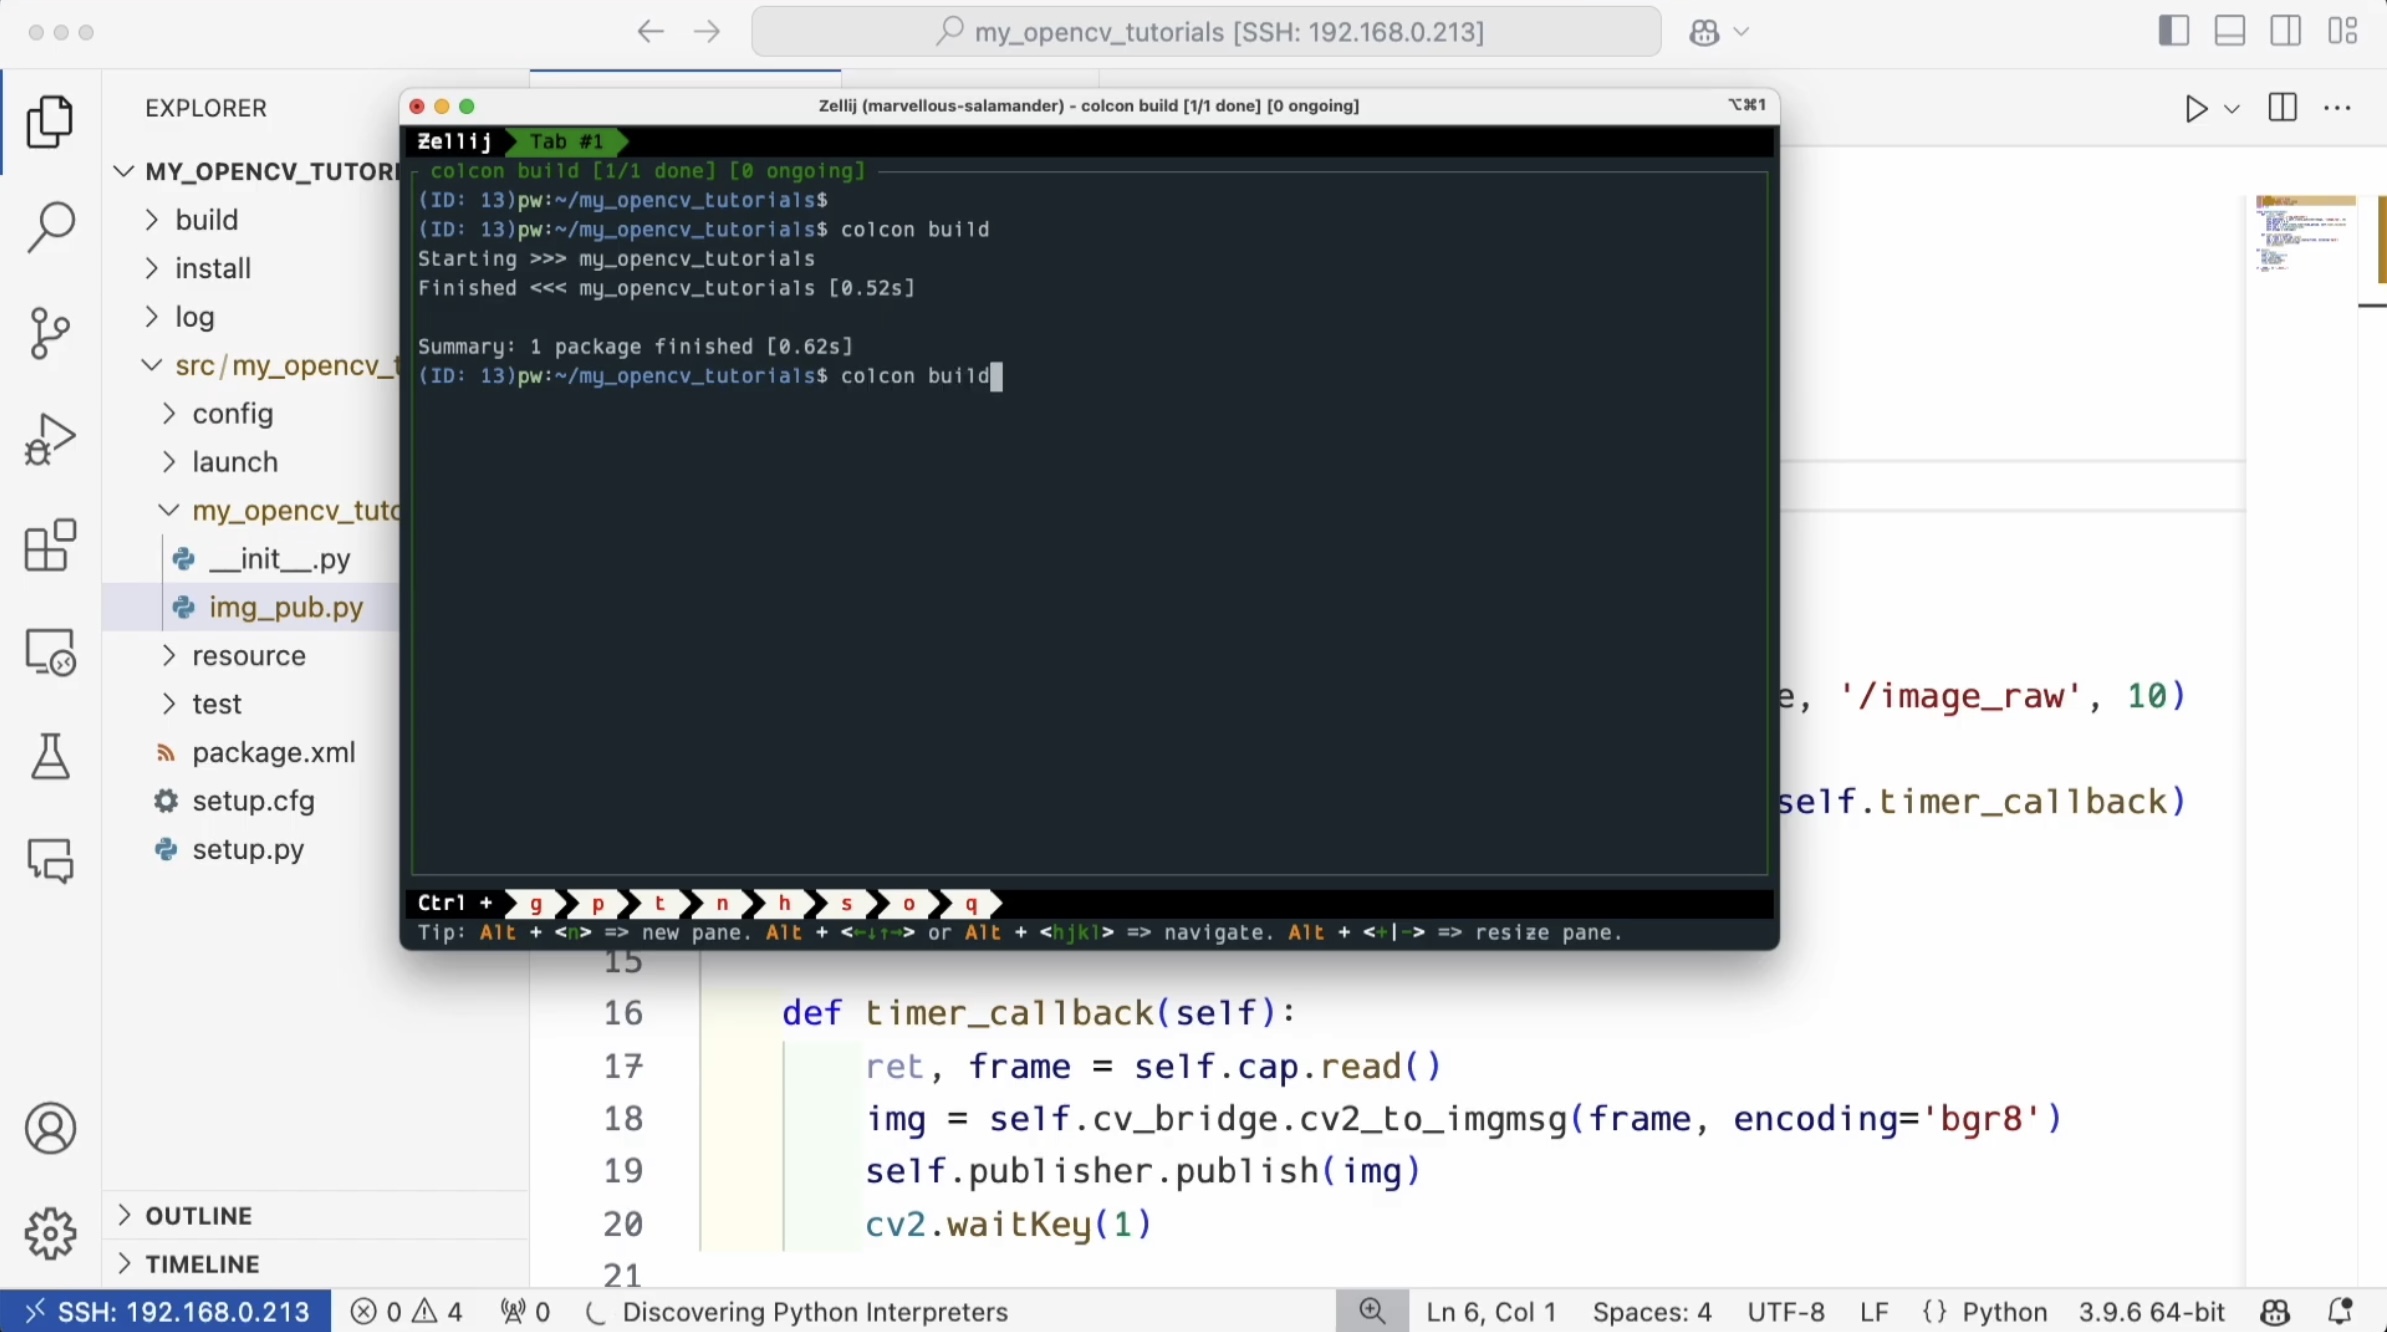 my_opencv_tutorials [SSH: 192.168.0.213]
EXPLORER
MY_OPENCV_TUTORI
build
install
log
src/my_opencv_t
config
launch
my_opencv_tuto
__init__.py
img_pub.py
resource
test
package.xml
setup.cfg
setup.py
OUTLINE
TIMELINE
Zellij (marvellous-salamander) - colcon build [1/1 done] [0 ongoing]
⌥⌘1
Zellij Tab #1
colcon build [1/1 done] [0 ongoing]
(ID: 13)pw:~/my_opencv_tutorials$
(ID: 13)pw:~/my_opencv_tutorials$ colcon build
Starting >>> my_opencv_tutorials
Finished <<< my_opencv_tutorials [0.52s]
Summary: 1 package finished [0.62s]
(ID: 13)pw:~/my_opencv_tutorials$ colcon build
Ctrl + g p t n h s o q
Tip: Alt + <n> => new pane. Alt + <←↓↑→> or Alt + <hjkl> => navigate. Alt + <+|-> => resize pane.
e, '/image_raw', 10)
self.timer_callback)
15
16 def timer_callback(self):
17 ret, frame = self.cap.read()
18 img = self.cv_bridge.cv2_to_imgmsg(frame, encoding='bgr8')
19 self.publisher.publish(img)
20 cv2.waitKey(1)
21
SSH: 192.168.0.213 0 4 0 Discovering Python Interpreters Ln 6, Col 1 Spaces: 4 UTF-8 LF {} Python 3.9.6 64-bit